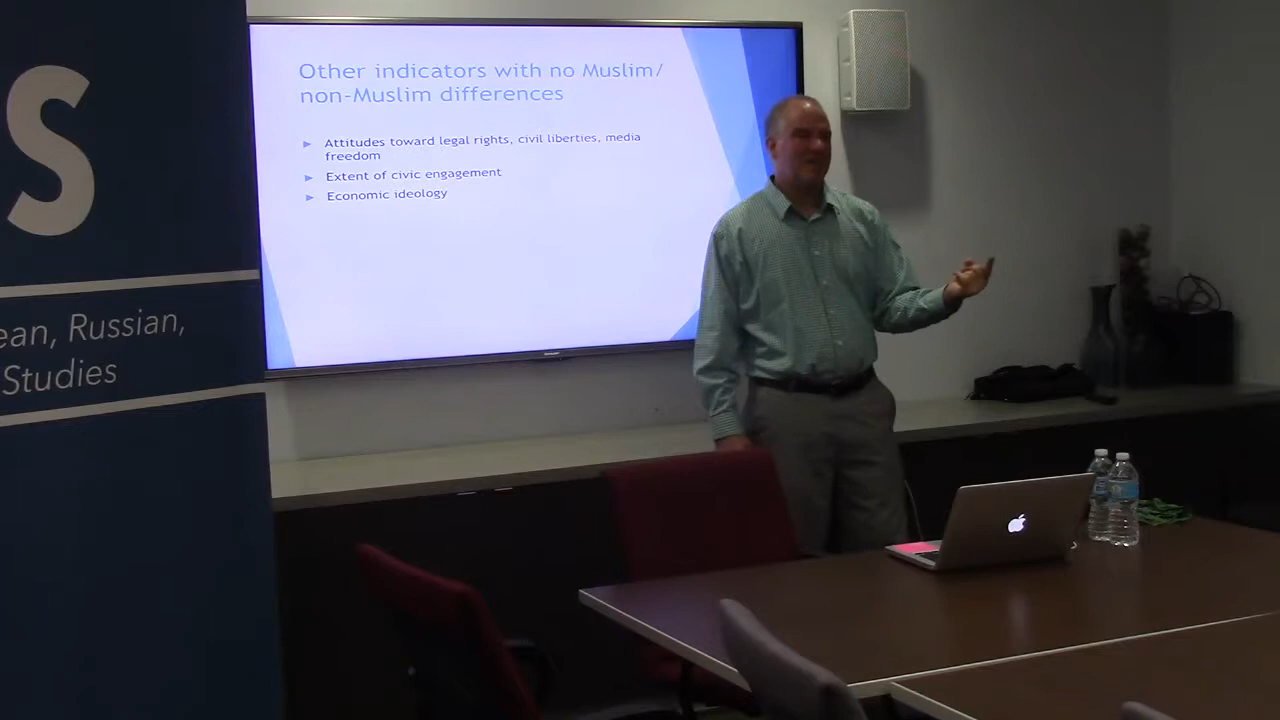 S
ean, Russian,
Studies
Other indicators with no Muslim/
non-Muslim differences
Attitudes toward legal rights, civil liberties, media
freedom
Extent of civic engagement
Economic ideology